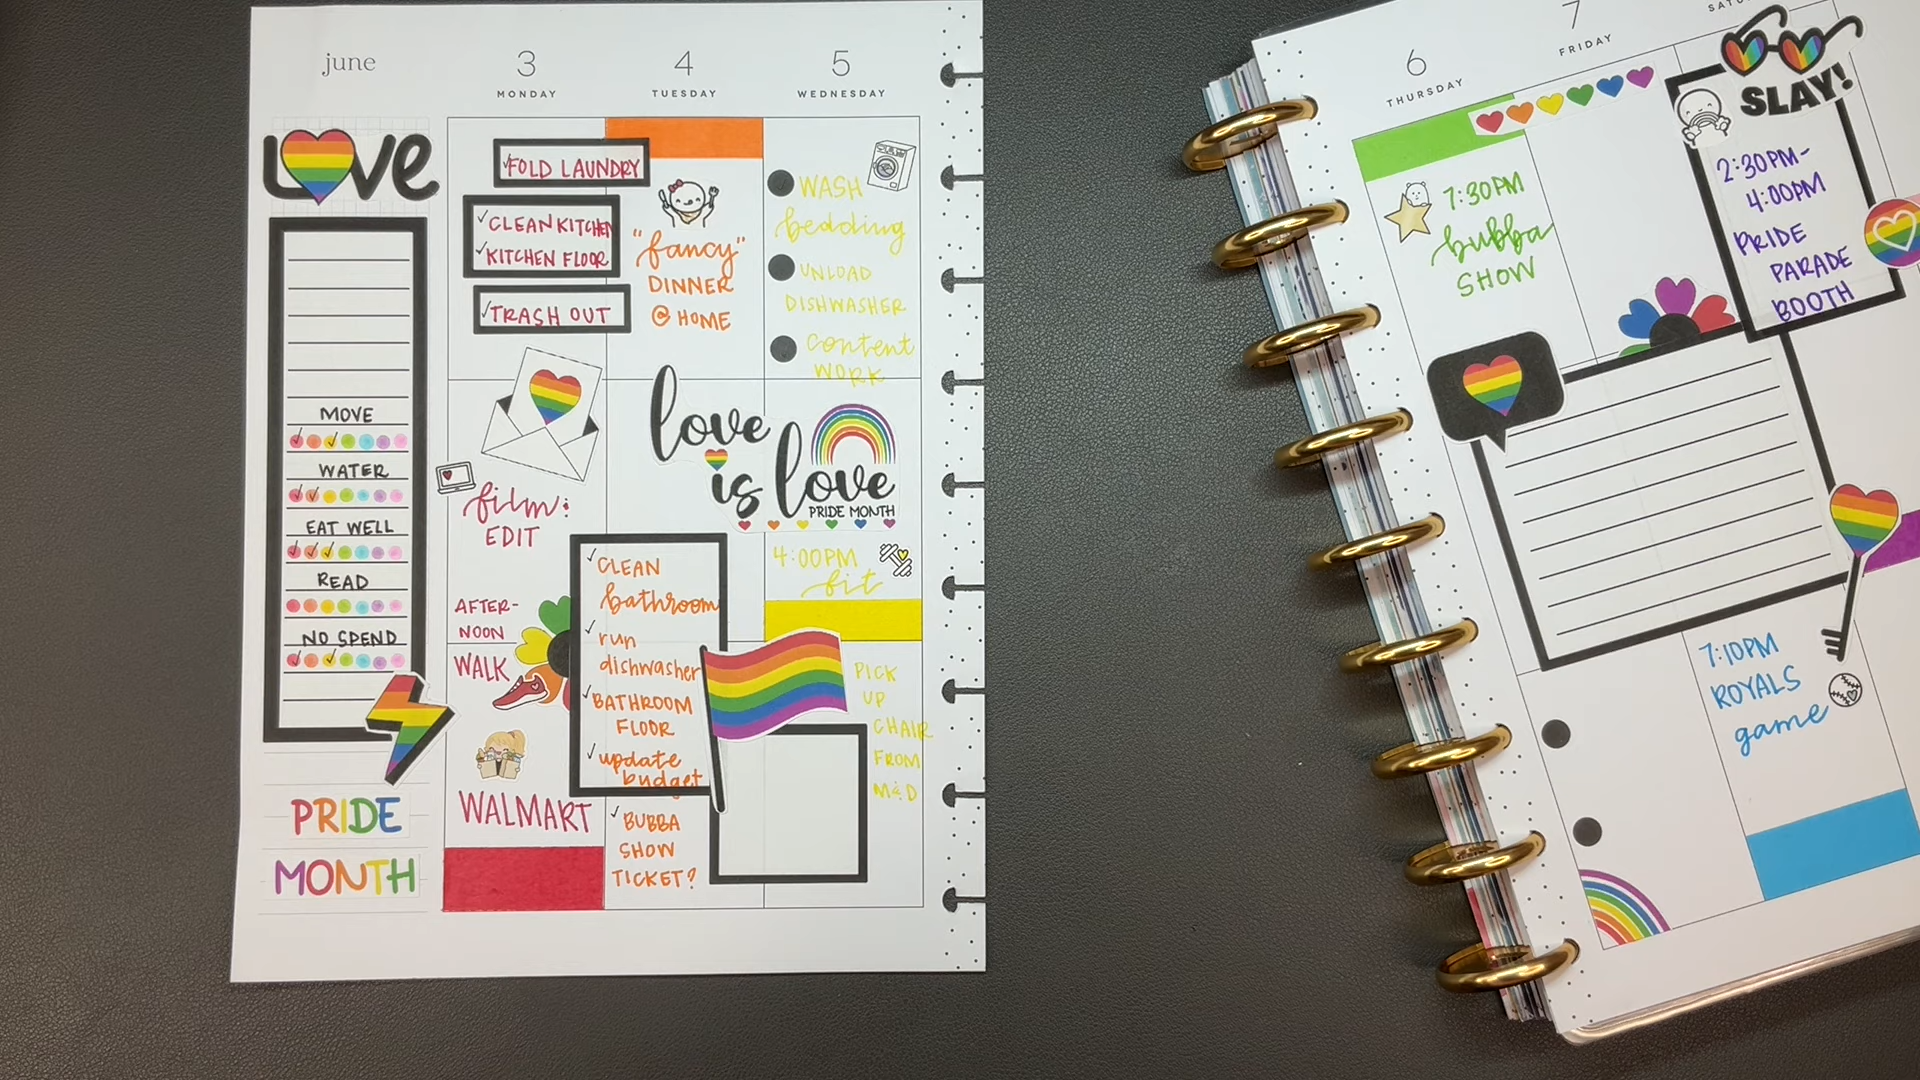 june
3
MONDAY
4
TUESDAY
5
WEDNESDAY
LOVE
MOVE
WATER
EAT WELL
READ
NO SPEND
PRIDE
MONTH
FOLD LAUNDRY
CLEAN KITCHEN
KITCHEN FLOOR
TRASH OUT
film:
EDIT
AFTER-
NOON
WALK
WALMART
"fancy"
DINNER
@ HOME
love
is love
PRIDE MONTH
CLEAN
bathroom
run
dishwasher
BATHROOM
FLOOR
update
budget
BUBBA
SHOW
TICKET?
WASH
bedding
UNLOAD
DISHWASHER
content
WORK
4:00PM
fit
PICK
UP
CHAIR
FROM
M&D
6
THURSDAY
7
FRIDAY
7:30PM
bubba
SHOW
7:10PM
ROYALS
game
SLAY!
2:30PM-
4:00PM
PRIDE
PARADE
BOOTH